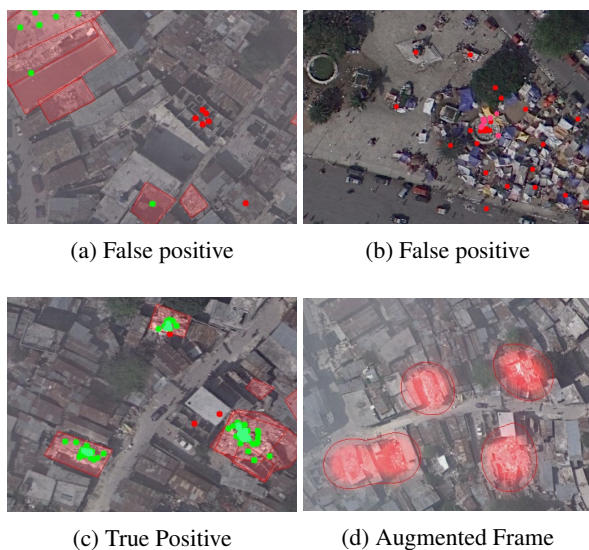 (a) False positive
(b) False positive
(c) True Positive
(d) Augmented Frame